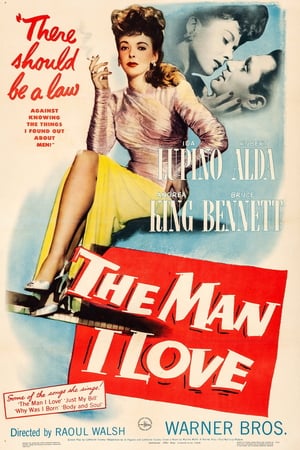 "There
should
be a law
AGAINST
KNOWING
THE THINGS
I FOUND OUT
ABOUT
MEN!"
IDA ROBERT
LUPINO ALDA
ANDREA BRUCE
KING BENNETT
THE MAN
I LOVE
Some of the songs she sings!
'The Man I Love' 'Just My Bill'
'Why Was I Born' 'Body and Soul'
Directed by RAOUL WALSH
WARNER BROS.